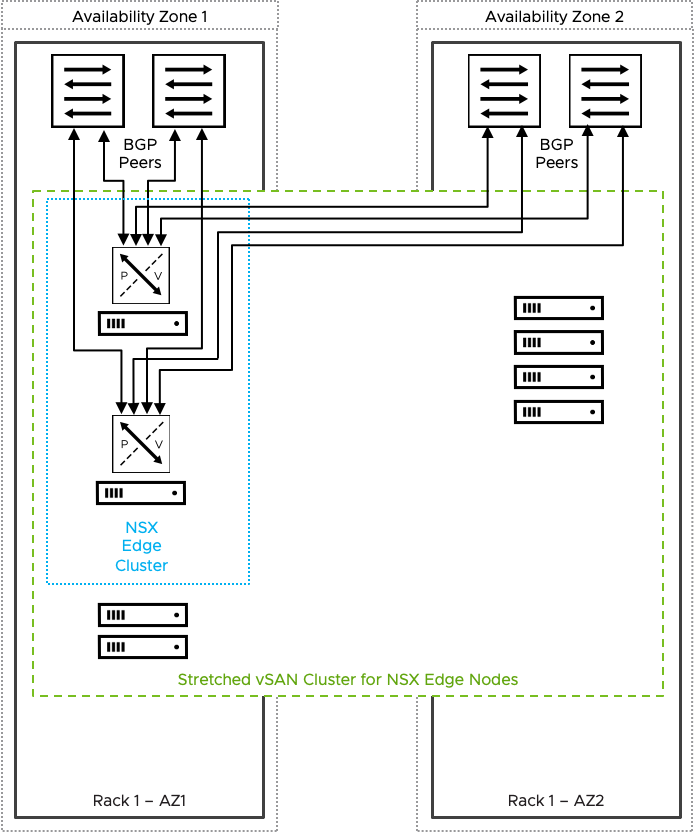 Availability Zone 1
Availability Zone 2
BGP
Peers
BGP
Peers
P V
P V
NSX
Edge
Cluster
Stretched vSAN Cluster for NSX Edge Nodes
Rack 1 – AZ1
Rack 1 – AZ2